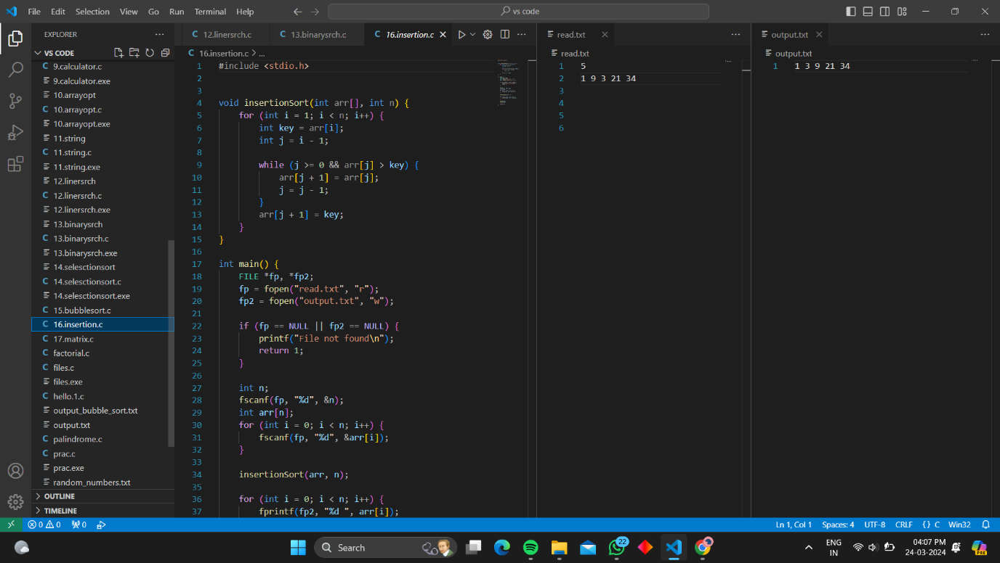 File Edit Selection View Go Run Terminal Help
vs code
EXPLORER
VS CODE
9.calculator.c
9.calculator.exe
10.arrayopt
10.arrayopt.c
10.arrayopt.exe
11.string
11.string.c
11.string.exe
12.linersrch
12.linersrch.c
12.linersrch.exe
13.binarysrch
13.binarysrch.c
13.binarysrch.exe
14.selesctionsort
14.selesctionsort.c
14.selesctionsort.exe
15.bubblesort.c
16.insertion.c
17.matrix.c
factorial.c
files.c
files.exe
hello.1.c
output_bubble_sort.txt
output.txt
palindrome.c
prac.c
prac.exe
random_numbers.txt
OUTLINE
TIMELINE
C 12.linersrch.c C 13.binarysrch.c C 16.insertion.c
C 16.insertion.c > ...
1 #include <stdio.h>
2
3
4 void insertionSort(int arr[], int n) {
5 for (int i = 1; i < n; i++) {
6 int key = arr[i];
7 int j = i - 1;
8
9 while (j >= 0 && arr[j] > key) {
10 arr[j + 1] = arr[j];
11 j = j - 1;
12 }
13 arr[j + 1] = key;
14 }
15 }
16
17 int main() {
18 FILE *fp, *fp2;
19 fp = fopen("read.txt", "r");
20 fp2 = fopen("output.txt", "w");
21
22 if (fp == NULL || fp2 == NULL) {
23 printf("File not found\n");
24 return 1;
25 }
26
27 int n;
28 fscanf(fp, "%d", &n);
29 int arr[n];
30 for (int i = 0; i < n; i++) {
31 fscanf(fp, "%d", &arr[i]);
32 }
33
34 insertionSort(arr, n);
35
36 for (int i = 0; i < n; i++) {
37 fprintf(fp2, "%d ", arr[i]);
read.txt
read.txt
1 5
2 1 9 3 21 34
3
4
5
6
output.txt
output.txt
1 1 3 9 21 34
0 0 0 Ln 1, Col 1 Spaces: 4 UTF-8 CRLF {} C Win32
Search
22
ENG
IN
04:07 PM
24-03-2024
PRE